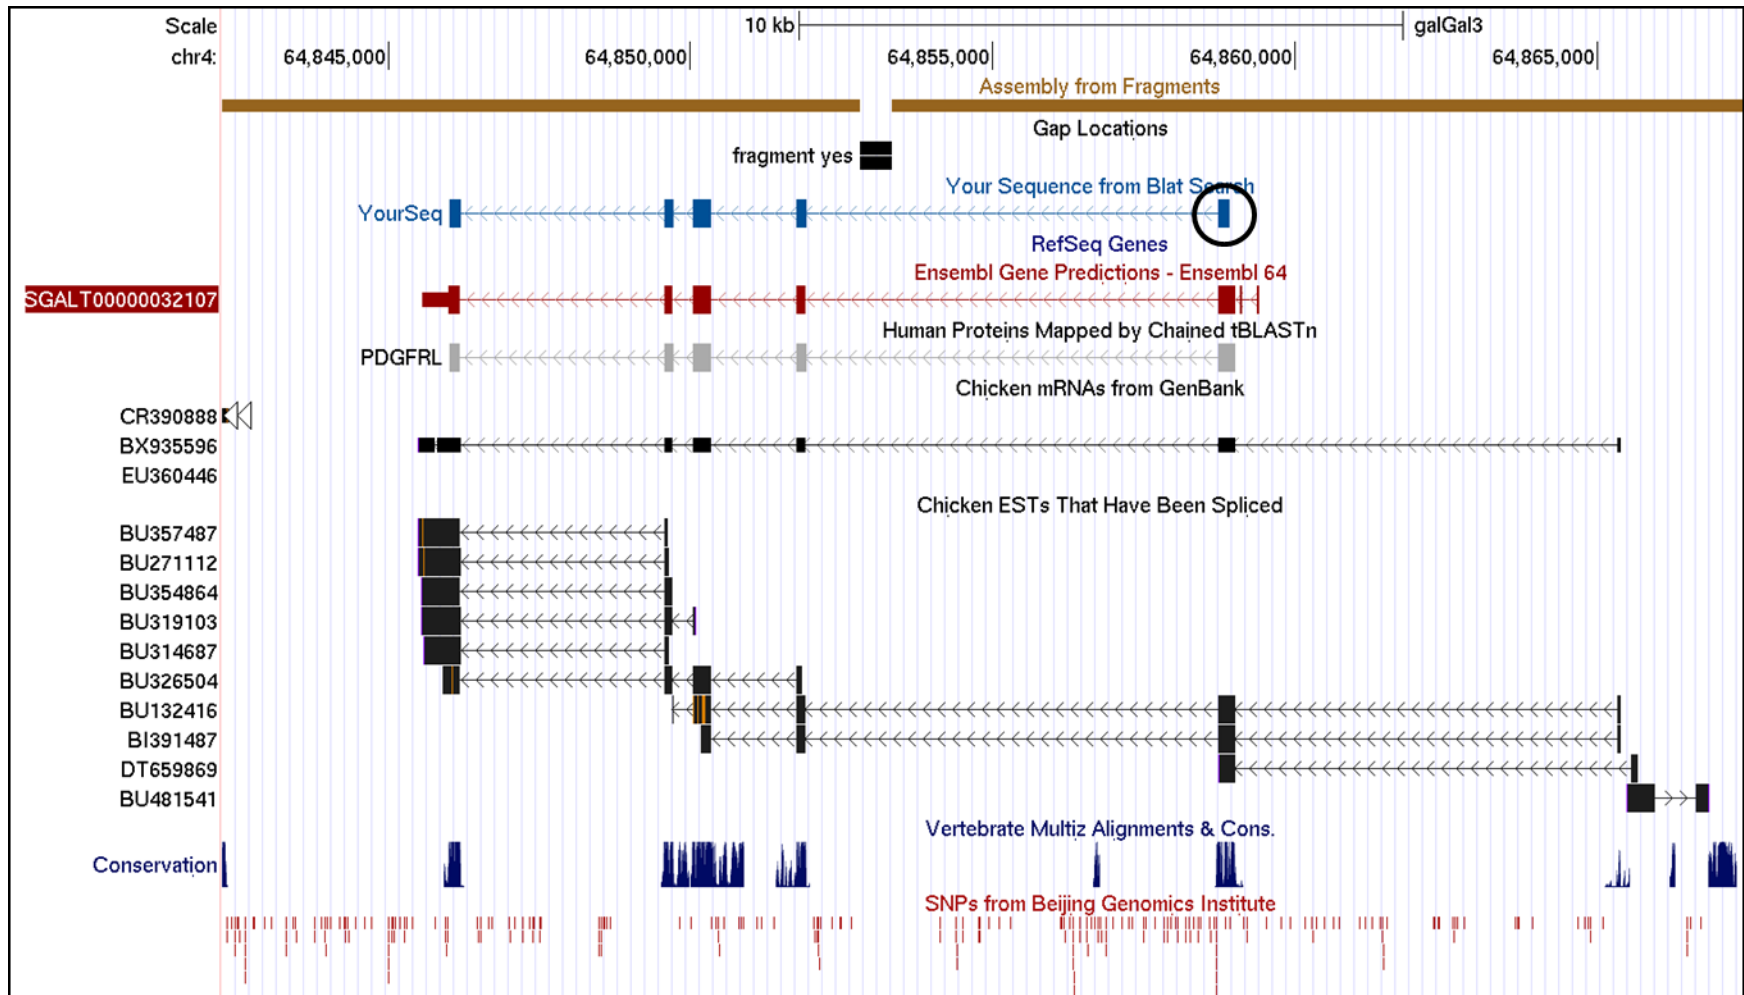 Scale 10 kb galGal3
chr4: 64,845,000 64,850,000 64,855,000 64,860,000 64,865,000
Assembly from Fragments
Gap Locations
fragment yes
Your Sequence from Blat Search
YourSeq
RefSeq Genes
Ensembl Gene Predictions - Ensembl 64
SGALT00000032107
Human Proteins Mapped by Chained tBLASTn
PDGFRL
Chicken mRNAs from GenBank
CR390888
BX935596
EU360446
Chicken ESTs That Have Been Spliced
BU357487
BU271112
BU354864
BU319103
BU314687
BU326504
BU132416
BI391487
DT659869
BU481541
Vertebrate Multiz Alignments & Cons.
Conservation
SNPs from Beijing Genomics Institute